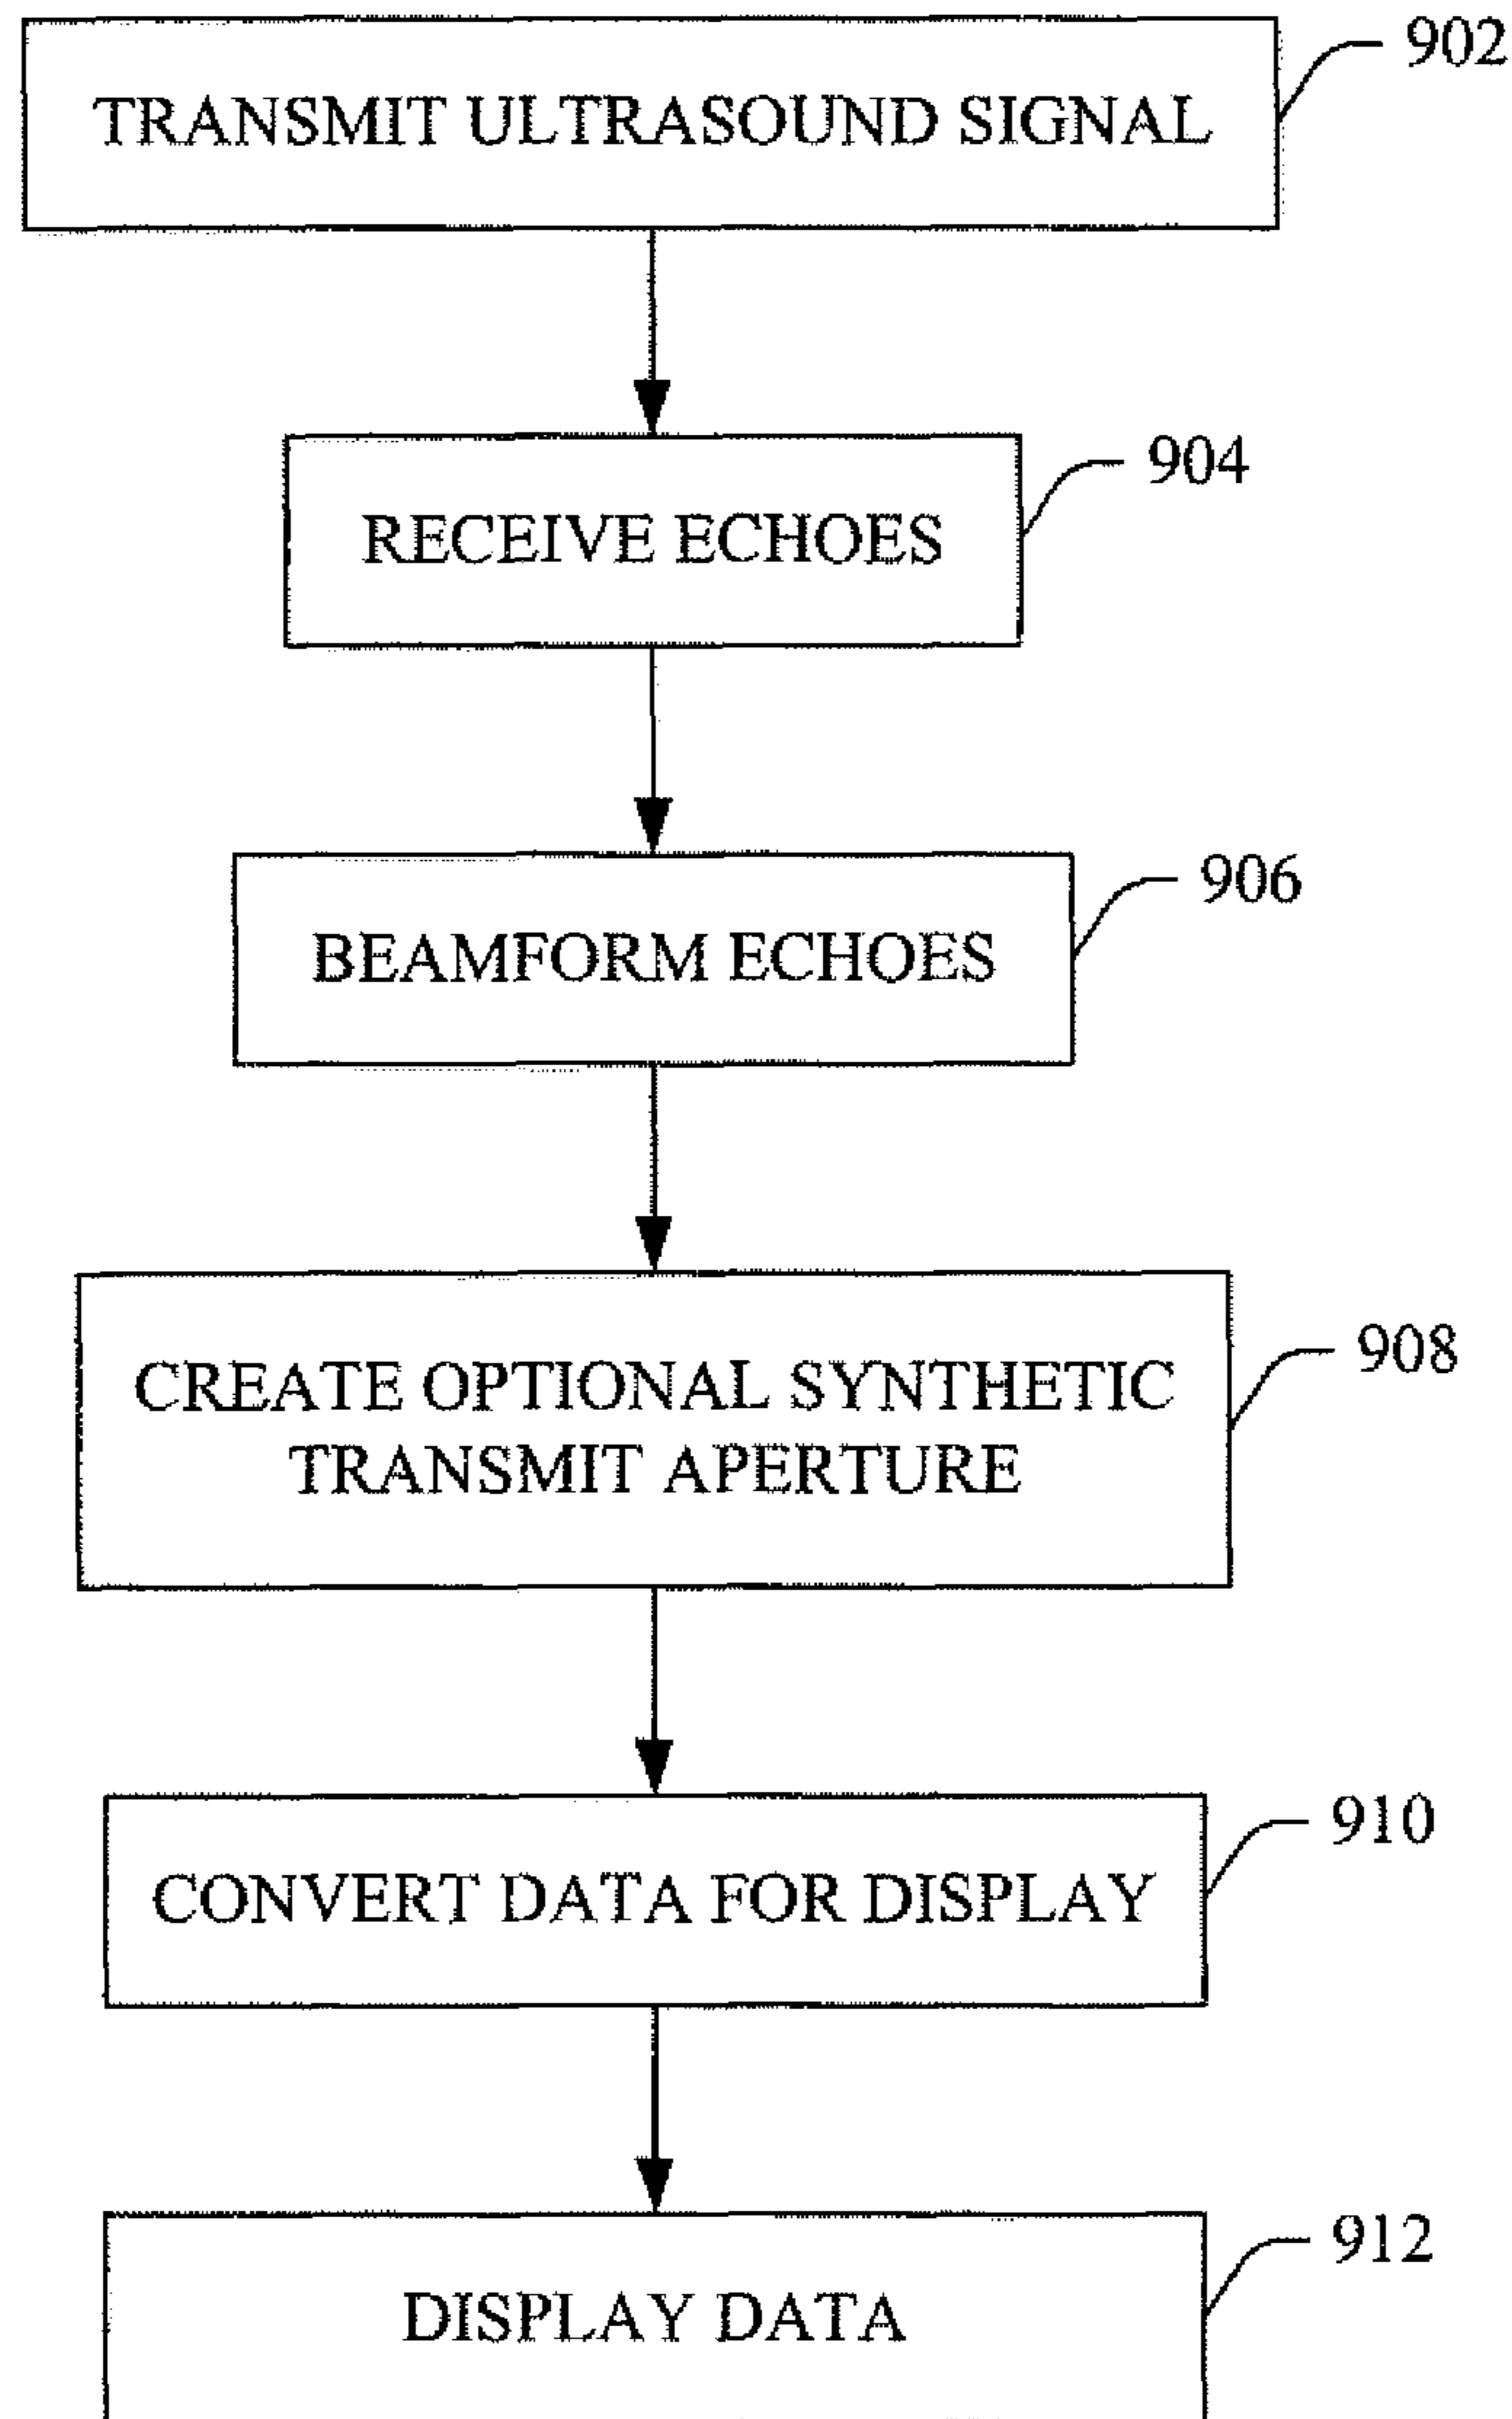 902
TRANSMIT ULTRASOUND SIGNAL
904
RECEIVE ECHOES
906
BEAMFORM ECHOES
908
CREATE OPTIONAL SYNTHETIC
TRANSMIT APERTURE
910
CONVERT DATA FOR DISPLAY
912
DISPLAY DATA